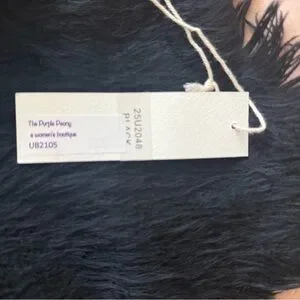 The Purple Peony
a women's boutique
UB2105
25U2048
BLACK